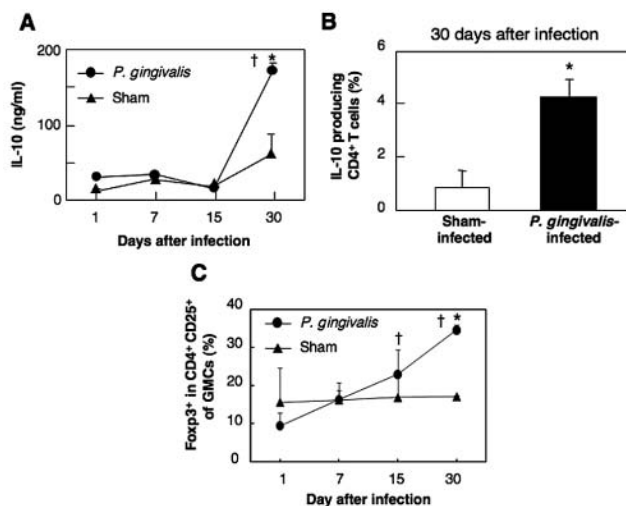 A
IL-10 (ng/ml)
200
100
0
P. gingivalis
Sham
† *
1 7 15 30
Days after infection
B
30 days after infection
IL-10 producing
CD4⁺ T cells (%)
6
4
2
0
*
Sham-
infected
P. gingivalis-
infected
C
Foxp3⁺ in CD4⁺ CD25⁺
of GMCs (%)
40
30
20
10
0
P. gingivalis
Sham
†
† *
1 7 15 30
Day after infection